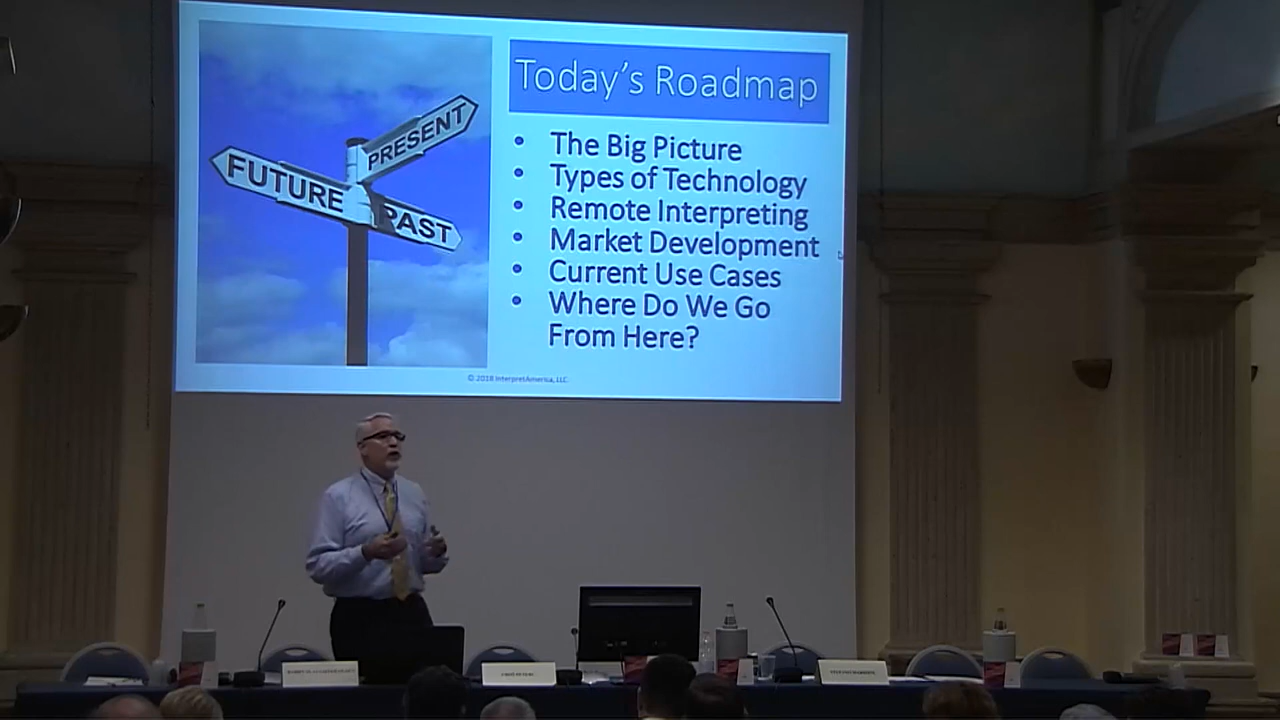 Today's Roadmap
PRESENT
FUTURE
PAST
• The Big Picture
• Types of Technology
• Remote Interpreting
• Market Development
• Current Use Cases
• Where Do We Go
From Here?
© 2018 InterpretAmerica, LLC.